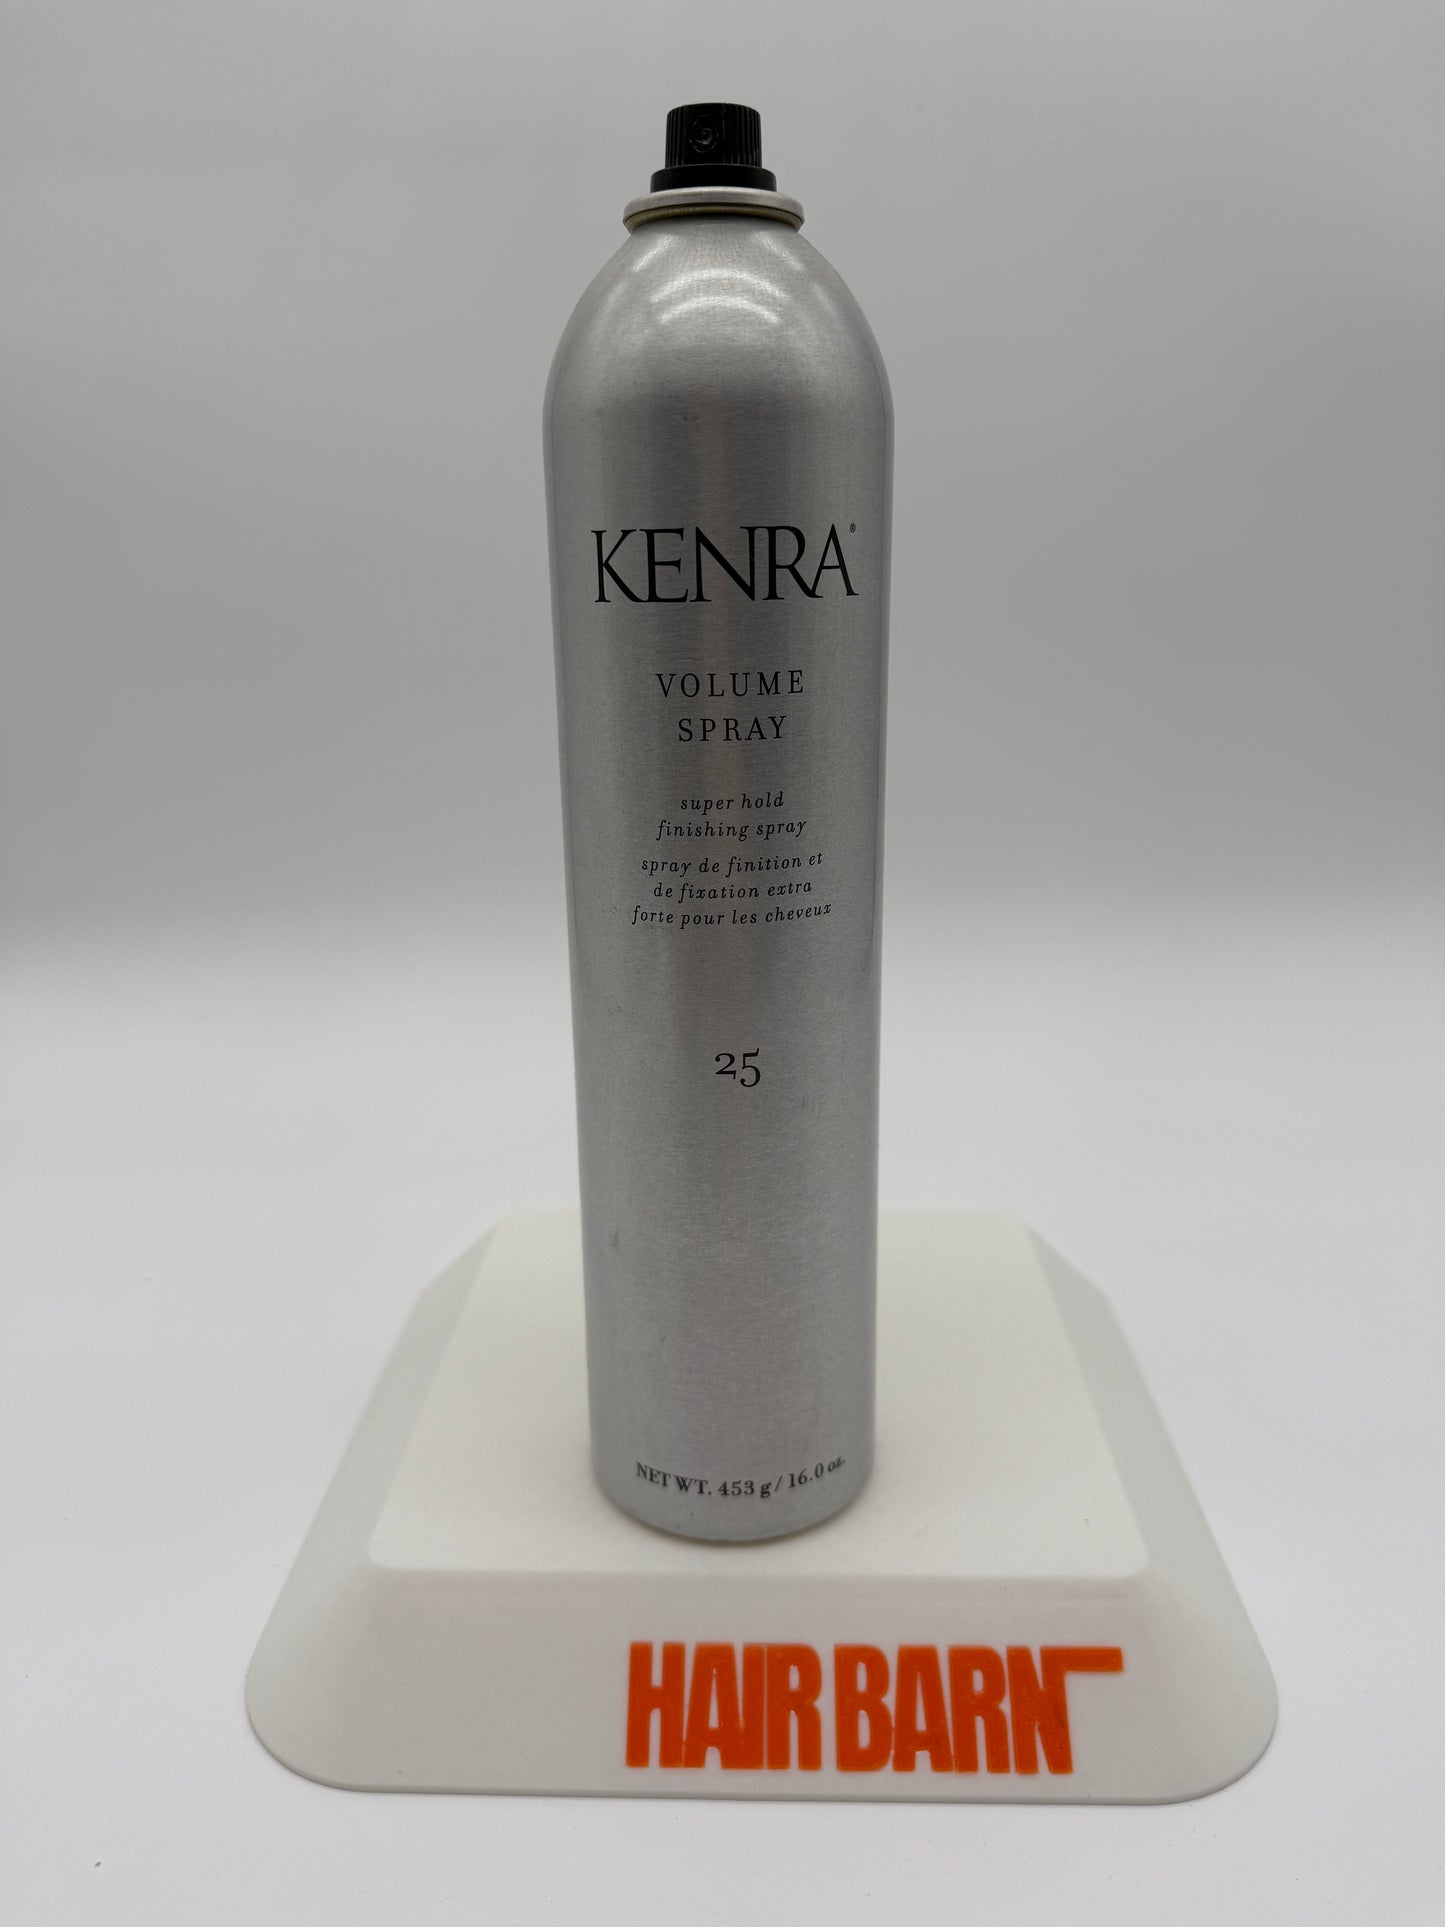 KENRA®
VOLUME
SPRAY
super hold
finishing spray
spray de finition et
de fixation extra
forte pour les cheveux
25
NET WT. 453 g / 16.0 oz.
HAIR BARN